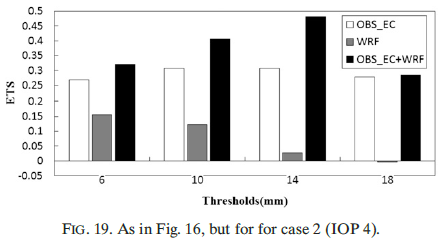 0.5
0.45
0.4
0.35
0.3
0.25
0.2
0.15
0.1
0.05
0
-0.05
ETS
OBS_EC
WRF
OBS_EC+WRF
6 10 14 18
Thresholds(mm)
FIG. 19. As in Fig. 16, but for for case 2 (IOP 4).